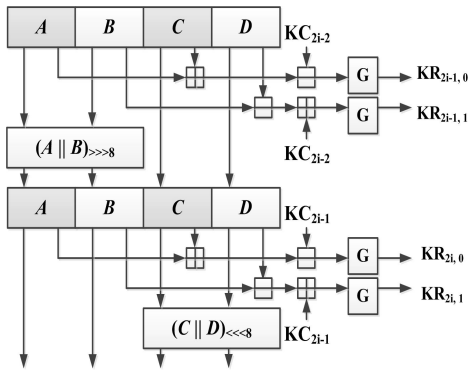 A B C D KC2i-2
G KR2i-1, 0
G KR2i-1, 1
KC2i-2
(A || B)>>>8
A B C D KC2i-1
G KR2i, 0
G KR2i, 1
(C || D)<<<8
KC2i-1